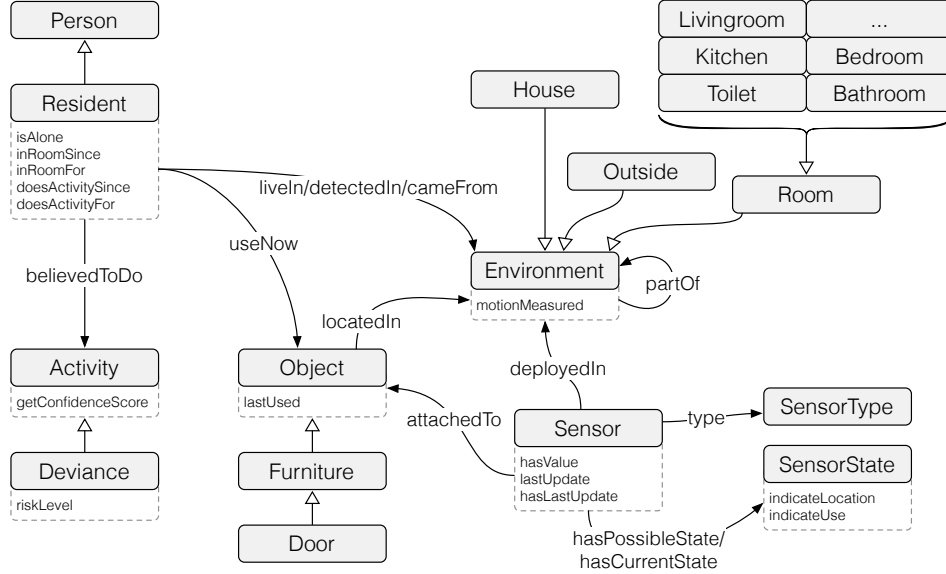 Person
Livingroom
...
Kitchen
Bedroom
Toilet
Bathroom
Resident
isAlone
inRoomSince
inRoomFor
doesActivitySince
doesActivityFor
House
Outside
Room
liveIn/detectedIn/cameFrom
useNow
believedToDo
Environment
motionMeasured
partOf
locatedIn
Activity
getConfidenceScore
Object
lastUsed
deployedIn
attachedTo
Sensor
hasValue
lastUpdate
hasLastUpdate
type
SensorType
Deviance
riskLevel
Furniture
SensorState
indicateLocation
indicateUse
Door
hasPossibleState/
hasCurrentState